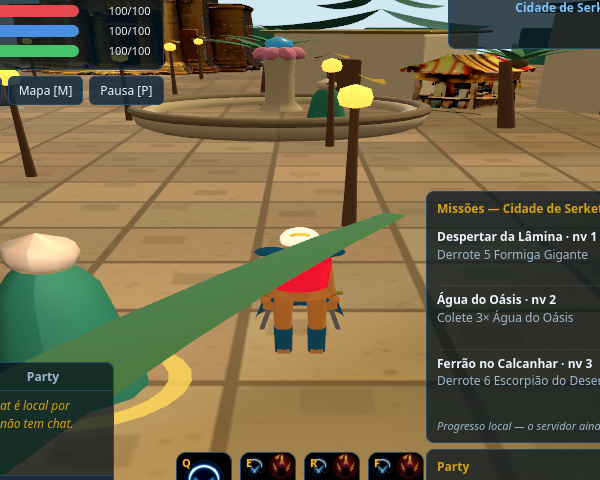 100/100
100/100
100/100
Cidade de Serk
Mapa [M]
Pausa [P]
Missões — Cidade de Serket
Despertar da Lâmina · nv 1
Derrote 5 Formiga Gigante
Água do Oásis · nv 2
Colete 3× Água do Oásis
Ferrão no Calcanhar · nv 3
Derrote 6 Escorpião do Deser
Progresso local — o servidor aind
Party
at é local por
não tem chat.
Q
E
R
F
Party